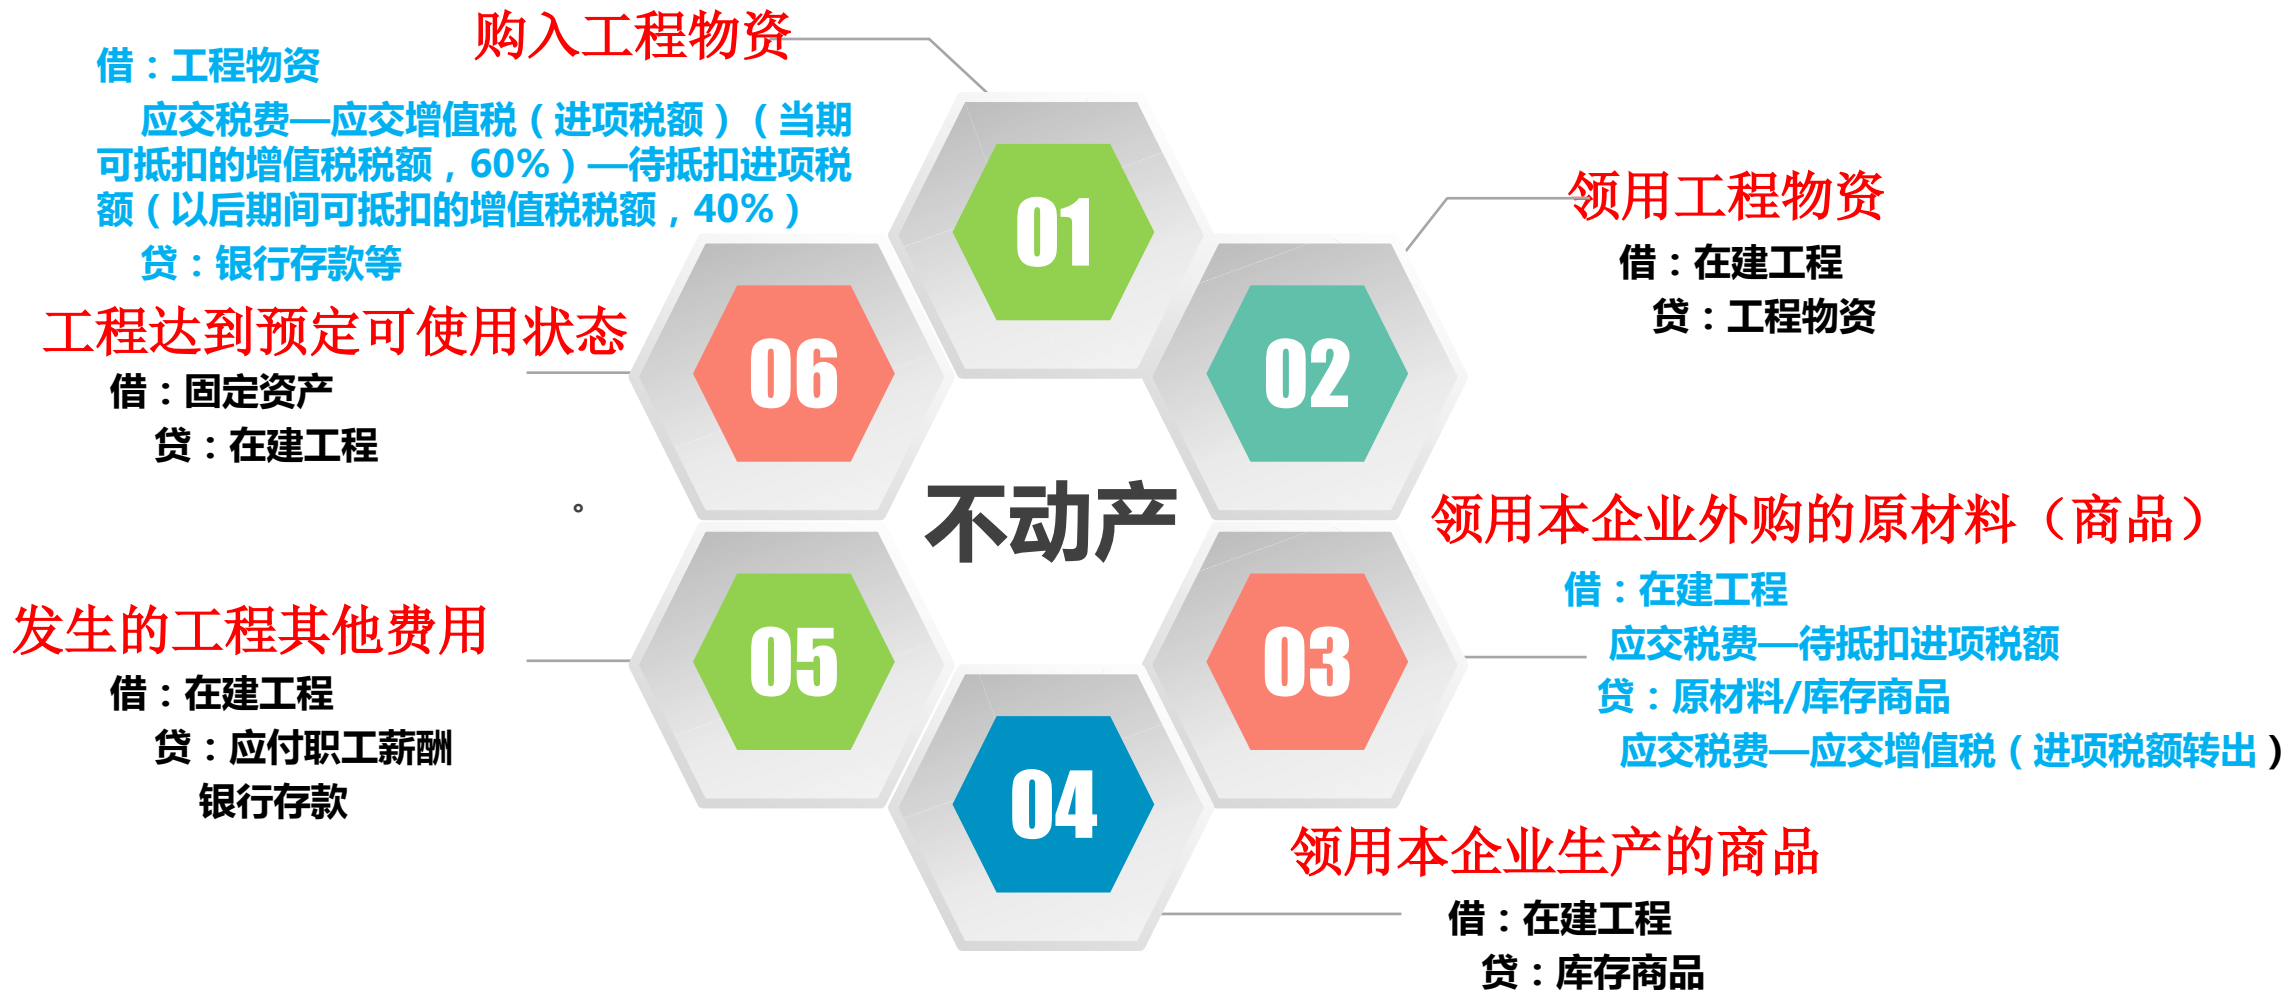 购入工程物资
借：工程物资
应交税费—应交增值税（进项税额）（当期
可抵扣的增值税税额，60%）—待抵扣进项税
额（以后期间可抵扣的增值税税额，40%）
贷：银行存款等
01
领用工程物资
借：在建工程
贷：工程物资
02
领用本企业外购的原材料（商品）
借：在建工程
应交税费—待抵扣进项税额
贷：原材料/库存商品
应交税费—应交增值税（进项税额转出）
03
领用本企业生产的商品
借：在建工程
贷：库存商品
04
发生的工程其他费用
借：在建工程
贷：应付职工薪酬
银行存款
05
工程达到预定可使用状态
借：固定资产
贷：在建工程
。
06
不动产